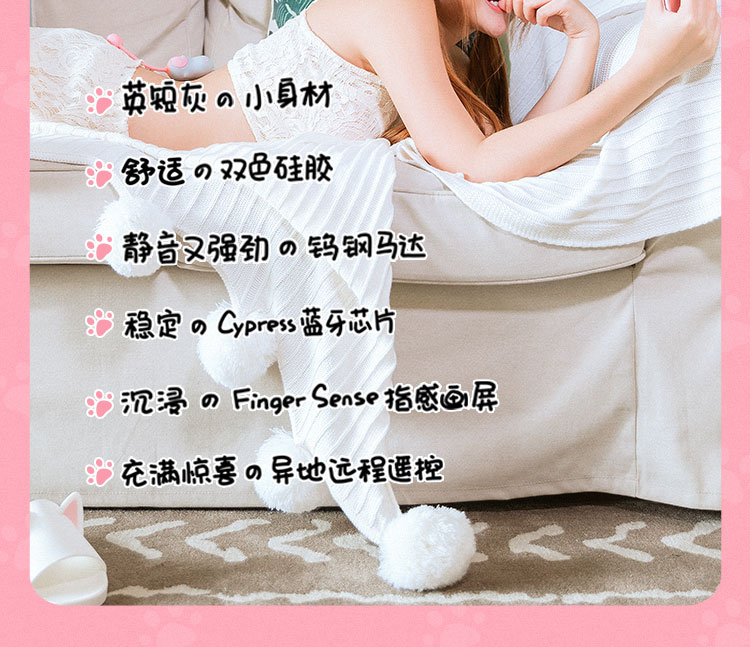 英短灰の小身材
舒适の双色硅胶
静音又强劲の钨钢马达
稳定のCypress蓝牙芯片
沉浸のFinger Sense指感画屏
充满惊喜の异地远程遥控